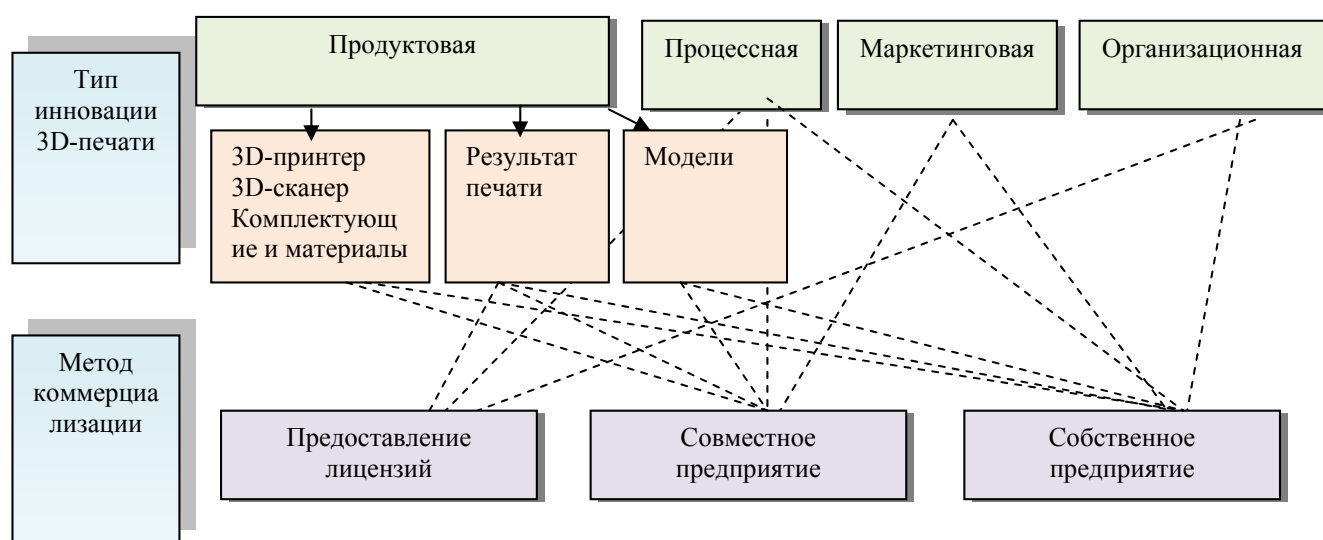 Тип
инновации
3D-печати
Продуктовая
Процессная
Маркетинговая
Организационная
3D-принтер
3D-сканер
Комплектующ
ие и материалы
Результат
печати
Модели
Метод
коммерциа
лизации
Предоставление
лицензий
Совместное
предприятие
Собственное
предприятие